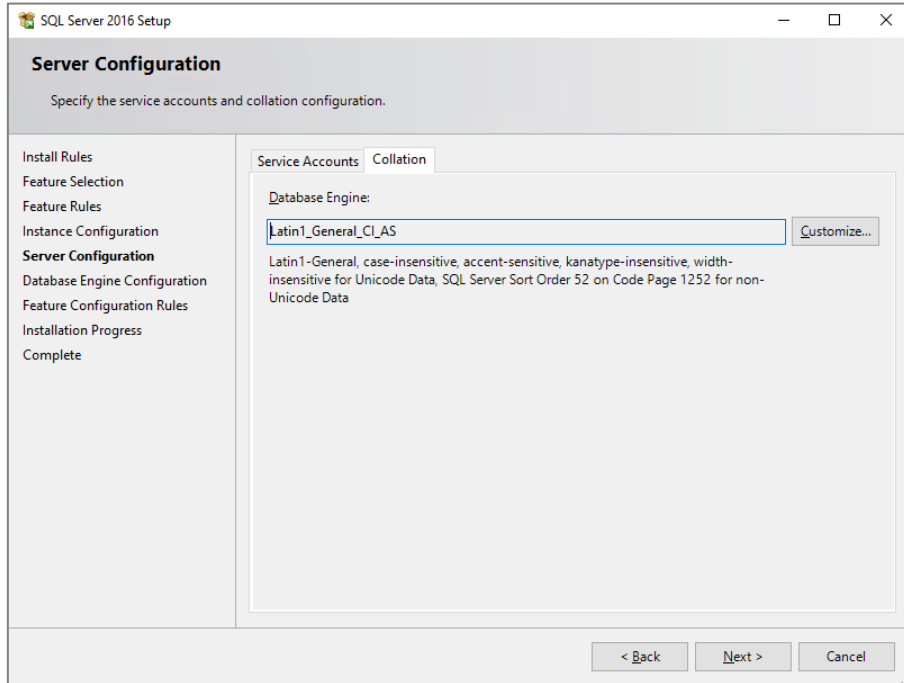 SQL Server 2016 Setup
Server Configuration
Specify the service accounts and collation configuration.
Install Rules
Feature Selection
Feature Rules
Instance Configuration
Server Configuration
Database Engine Configuration
Feature Configuration Rules
Installation Progress
Complete
Service Accounts Collation
Database Engine:
Latin1_General_CI_AS
Customize...
Latin1-General, case-insensitive, accent-sensitive, kanatype-insensitive, width-
insensitive for Unicode Data, SQL Server Sort Order 52 on Code Page 1252 for non-
Unicode Data
< Back Next > Cancel